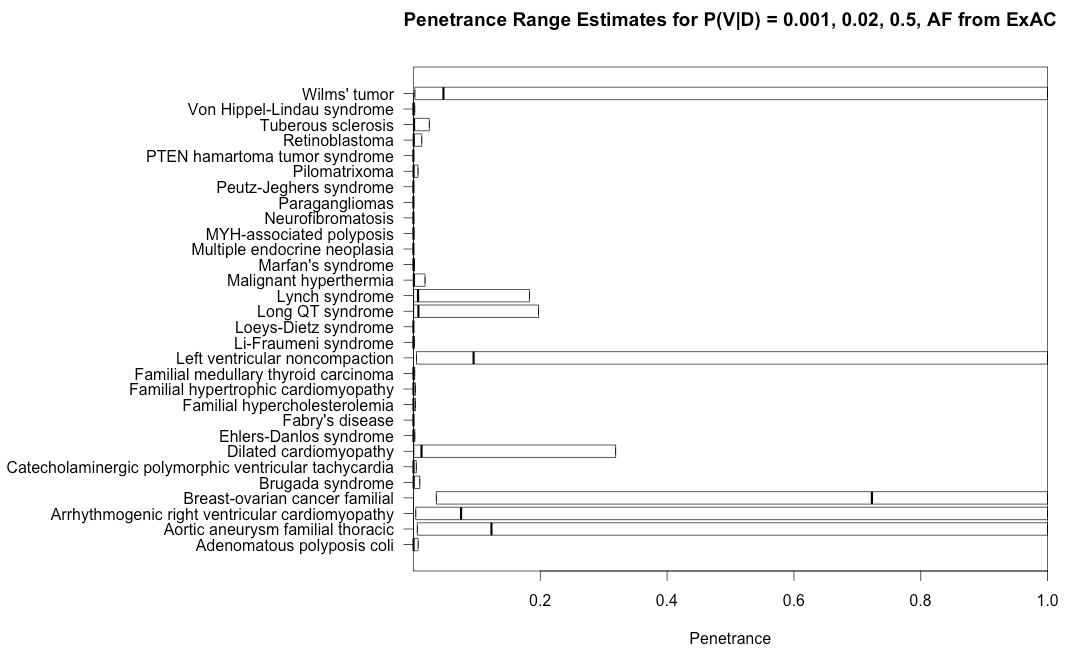 Penetrance Range Estimates for P(V|D) = 0.001, 0.02, 0.5, AF from ExAC
Wilms' tumor
Von Hippel-Lindau syndrome
Tuberous sclerosis
Retinoblastoma
PTEN hamartoma tumor syndrome
Pilomatrixoma
Peutz-Jeghers syndrome
Paragangliomas
Neurofibromatosis
MYH-associated polyposis
Multiple endocrine neoplasia
Marfan's syndrome
Malignant hyperthermia
Lynch syndrome
Long QT syndrome
Loeys-Dietz syndrome
Li-Fraumeni syndrome
Left ventricular noncompaction
Familial medullary thyroid carcinoma
Familial hypertrophic cardiomyopathy
Familial hypercholesterolemia
Fabry's disease
Ehlers-Danlos syndrome
Dilated cardiomyopathy
Catecholaminergic polymorphic ventricular tachycardia
Brugada syndrome
Breast-ovarian cancer familial
Arrhythmogenic right ventricular cardiomyopathy
Aortic aneurysm familial thoracic
Adenomatous polyposis coli
0.2 0.4 0.6 0.8 1.0
Penetrance